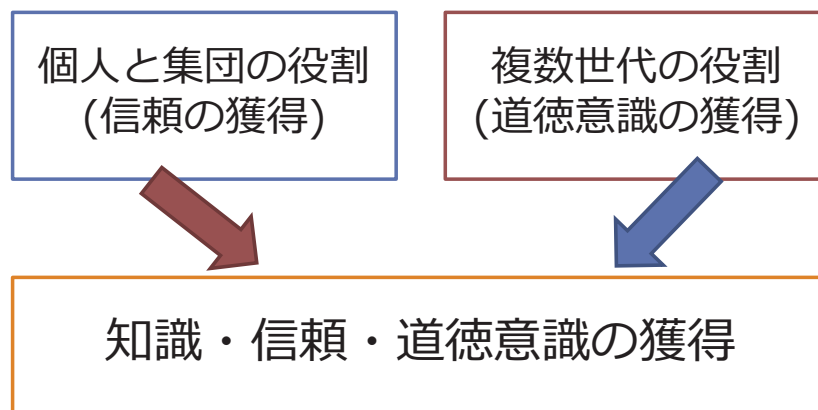 個人と集団の役割
(信頼の獲得)
複数世代の役割
(道徳意識の獲得)
知識・信頼・道徳意識の獲得